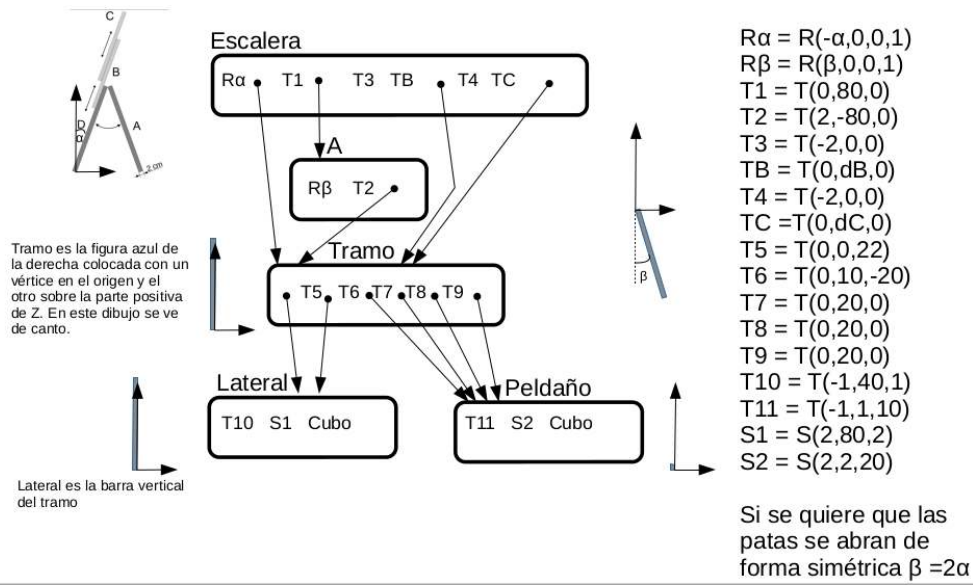 C
B
D
α
A
2 cm
Escalera
Rα T1 T3 TB T4 TC
A
Rβ T2
Tramo
T5 T6 T7 T8 T9
Tramo es la figura azul de
la derecha colocada con un
vértice en el origen y el
otro sobre la parte positiva
de Z. En este dibujo se ve
de canto.
β
Lateral
T10 S1 Cubo
Peldaño
T11 S2 Cubo
Lateral es la barra vertical
del tramo
Rα = R(-α,0,0,1)
Rβ = R(β,0,0,1)
T1 = T(0,80,0)
T2 = T(2,-80,0)
T3 = T(-2,0,0)
TB = T(0,dB,0)
T4 = T(-2,0,0)
TC =T(0,dC,0)
T5 = T(0,0,22)
T6 = T(0,10,-20)
T7 = T(0,20,0)
T8 = T(0,20,0)
T9 = T(0,20,0)
T10 = T(-1,40,1)
T11 = T(-1,1,10)
S1 = S(2,80,2)
S2 = S(2,2,20)
Si se quiere que las
patas se abran de
forma simétrica β =2α